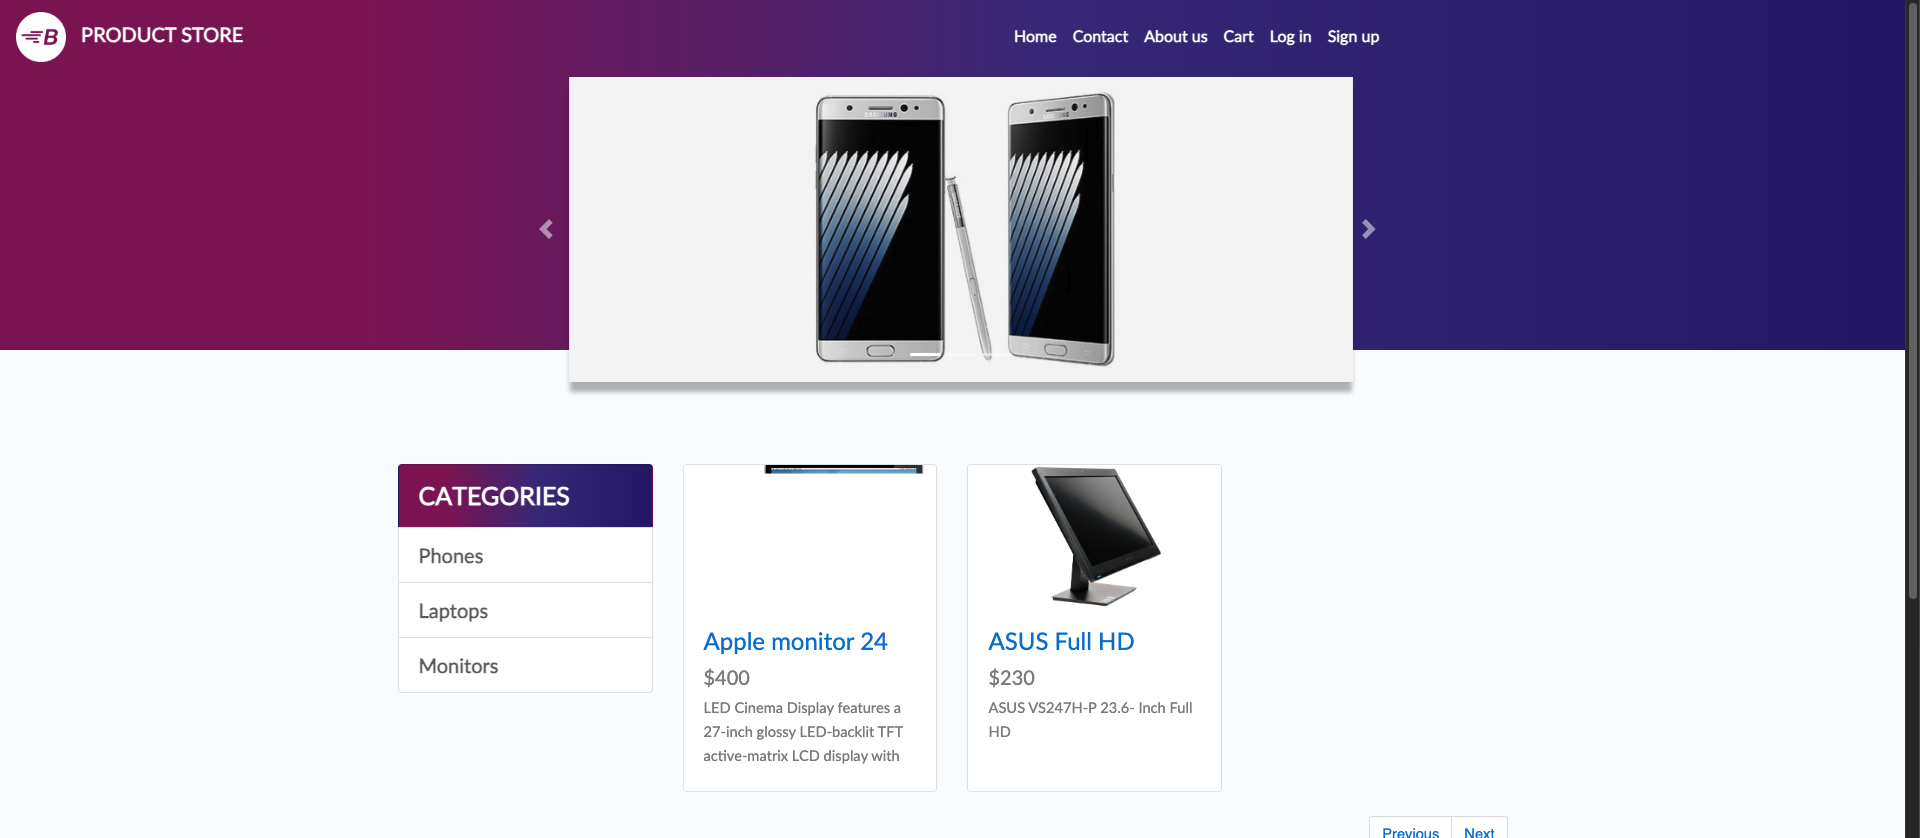 B PRODUCT STORE
Home Contact About us Cart Log in Sign up
SAMSUNG
SAMSUNG
CATEGORIES
Phones
Laptops
Monitors
Apple monitor 24
$400
LED Cinema Display features a
27-inch glossy LED-backlit TFT
active-matrix LCD display with
ASUS Full HD
$230
ASUS VS247H-P 23.6- Inch Full
HD
Previous Next